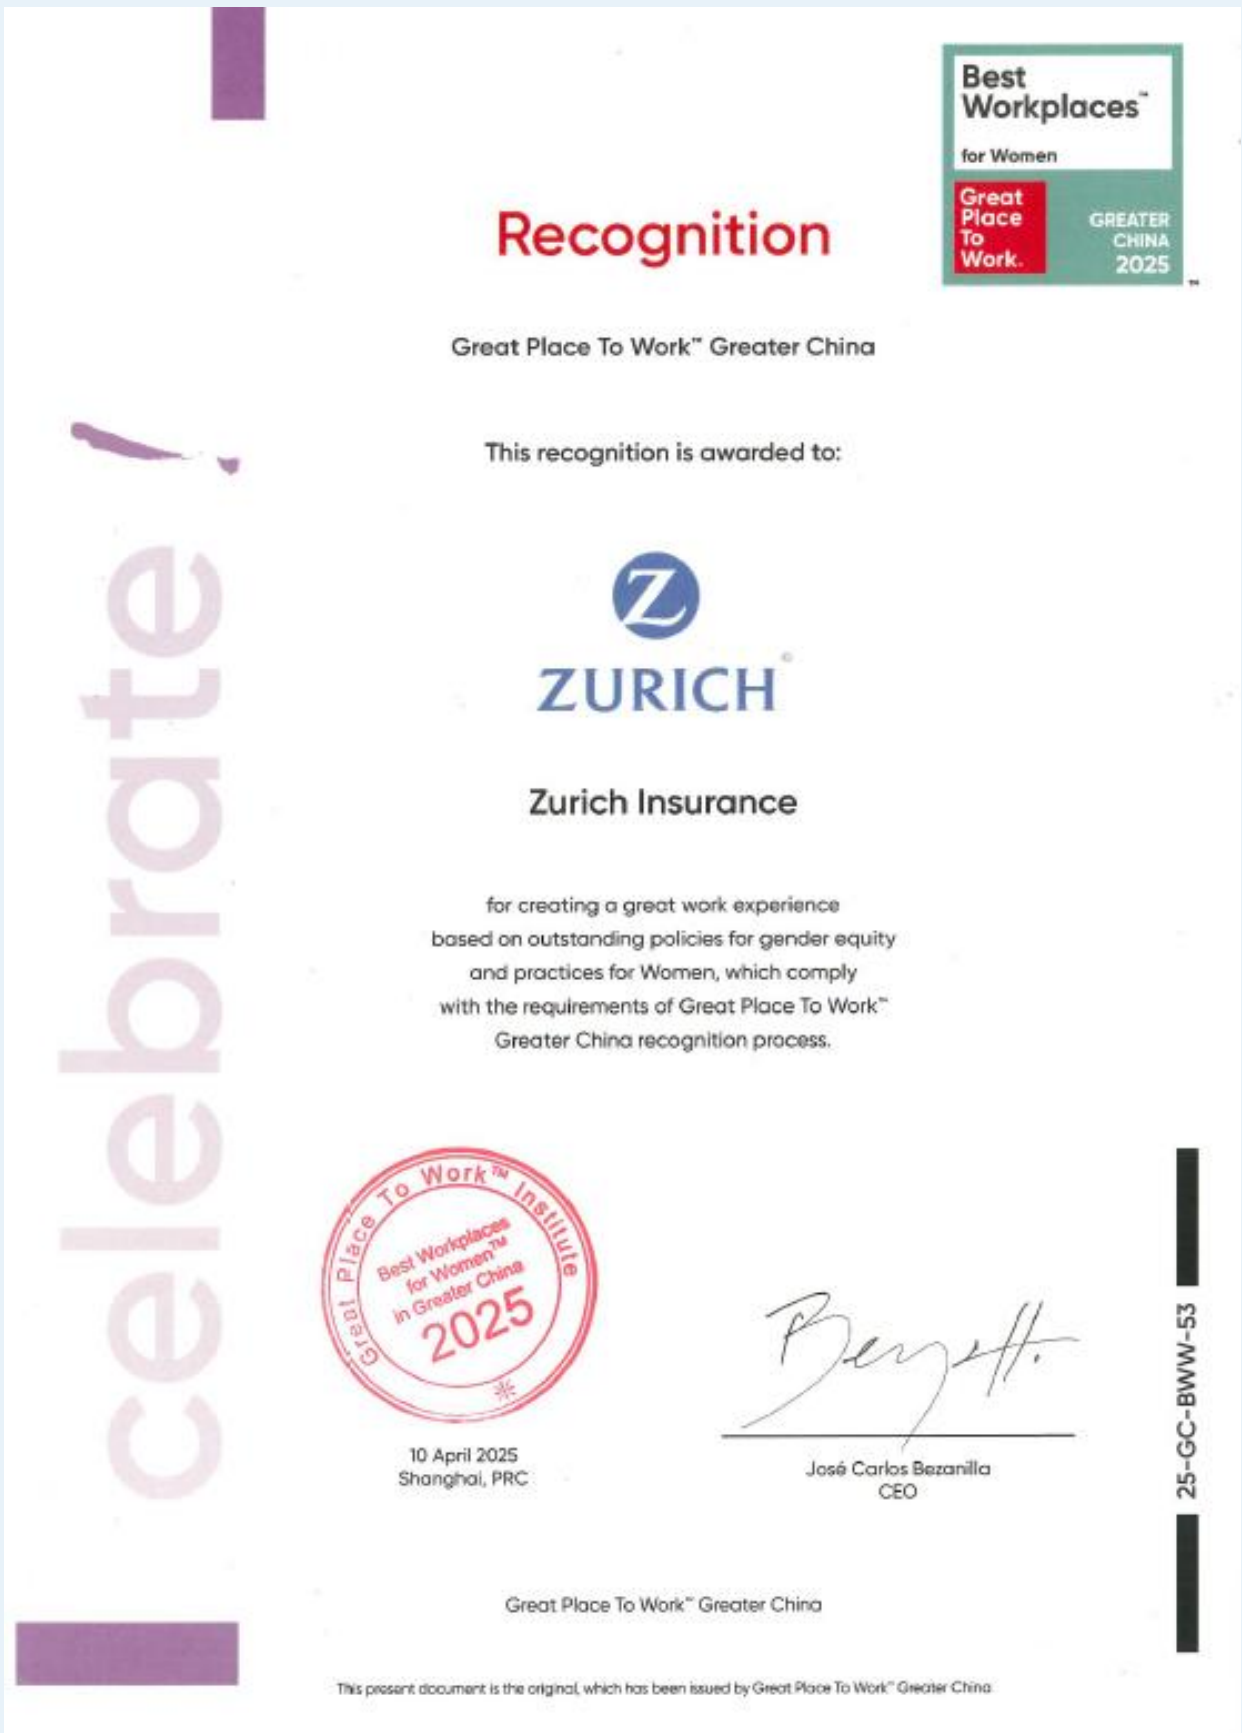 Best
Workplaces™
for Women
Great
Place
To
Work.
GREATER
CHINA
2025
™
Recognition
Great Place To Work™ Greater China
This recognition is awarded to:
Z
ZURICH®
Zurich Insurance
for creating a great work experience
based on outstanding policies for gender equity
and practices for Women, which comply
with the requirements of Great Place To Work™
Greater China recognition process.
celebrate
Great Place To Work™ Institute
Best Workplaces
for Women™
in Greater China
2025
10 April 2025
Shanghai, PRC
José Carlos Bezanilla
CEO
25-GC-BWW-53
Great Place To Work™ Greater China
This present document is the original, which has been issued by Great Place To Work™ Greater China